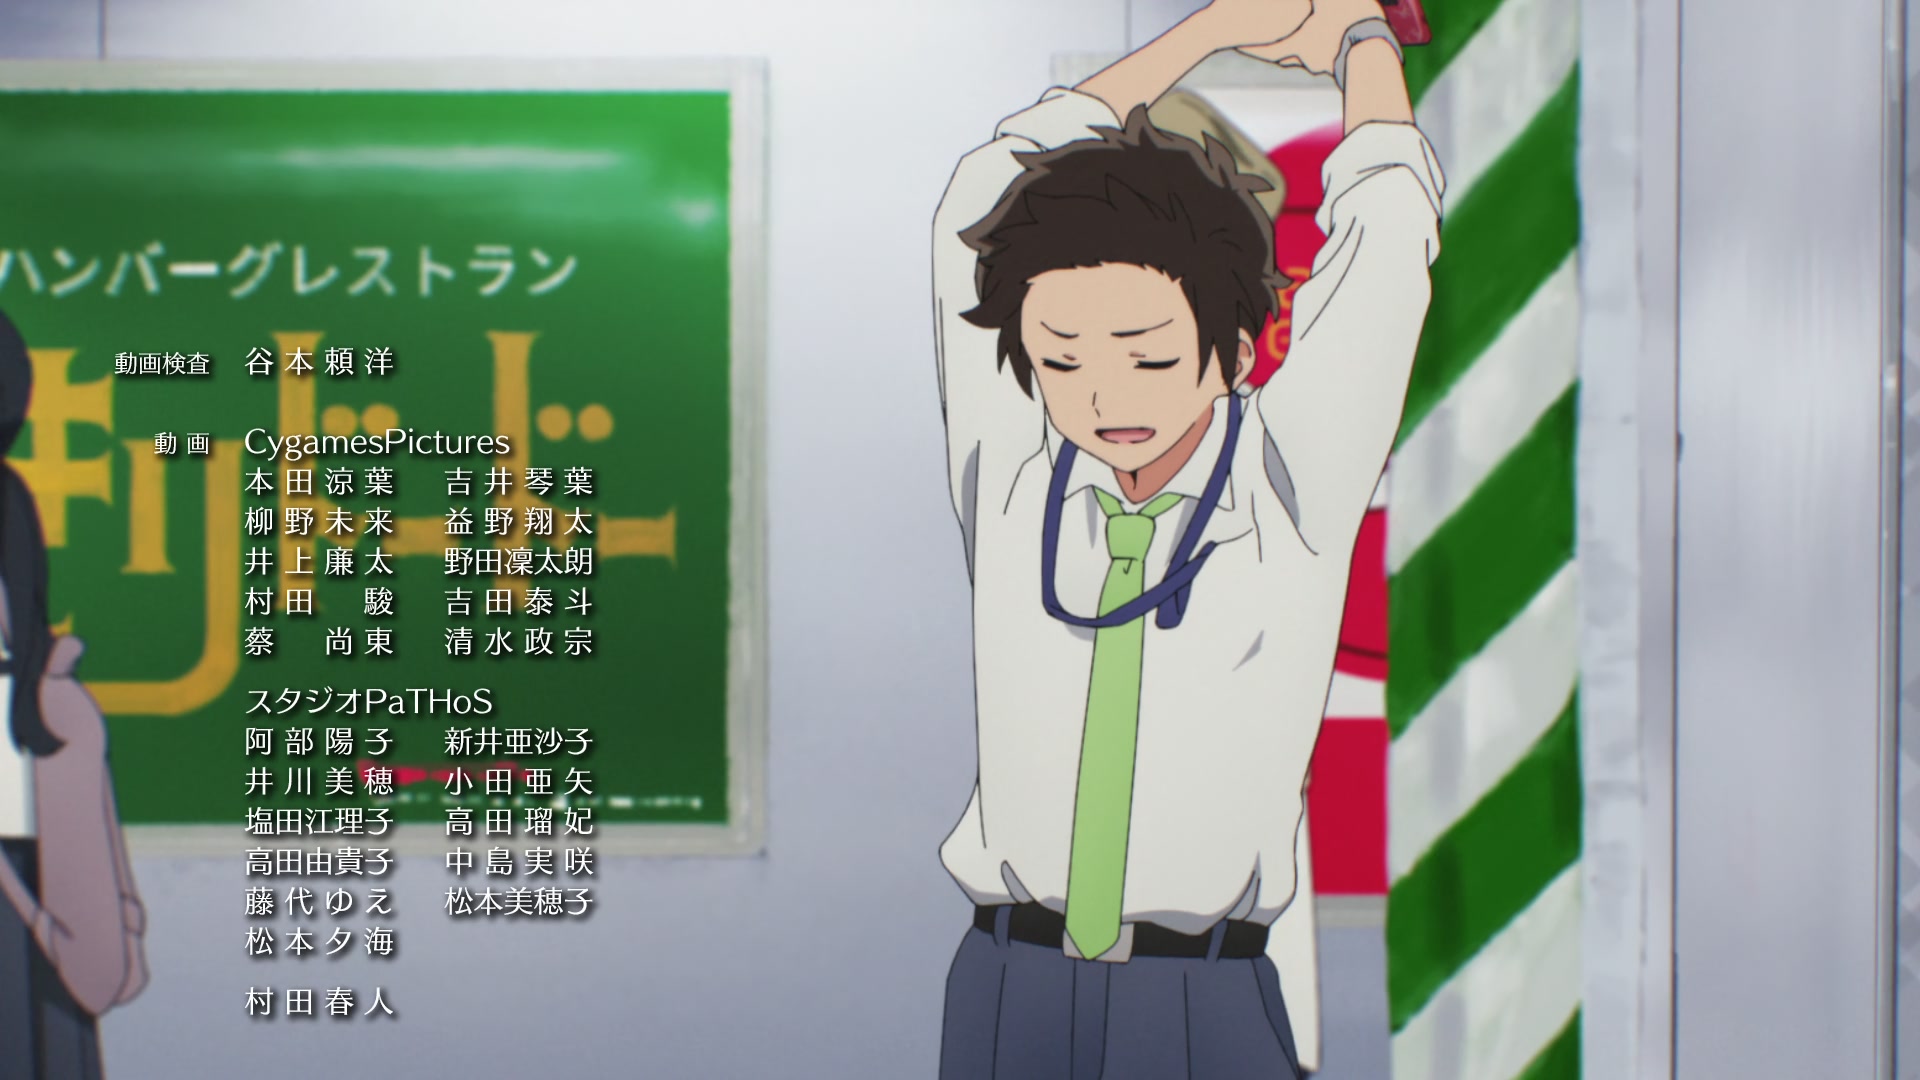 ハンバーグレストラン
動画検査 谷本頼洋
動画 CygamesPictures
本田涼葉 吉井琴葉
柳野未来 益野翔太
井上廉太 野田凜太朗
村田駿 吉田泰斗
蔡尚東 清水政宗
スタジオPaTHoS
阿部陽子 新井亜沙子
井川美穂 小田亜矢
塩田江理子 高田瑠妃
高田由貴子 中島実咲
藤代ゆえ 松本美穂子
松本夕海
村田春人